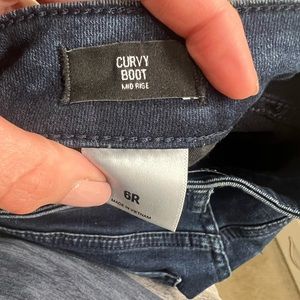 CURVY
BOOT
MID RISE
6R
MADE IN VIETNAM